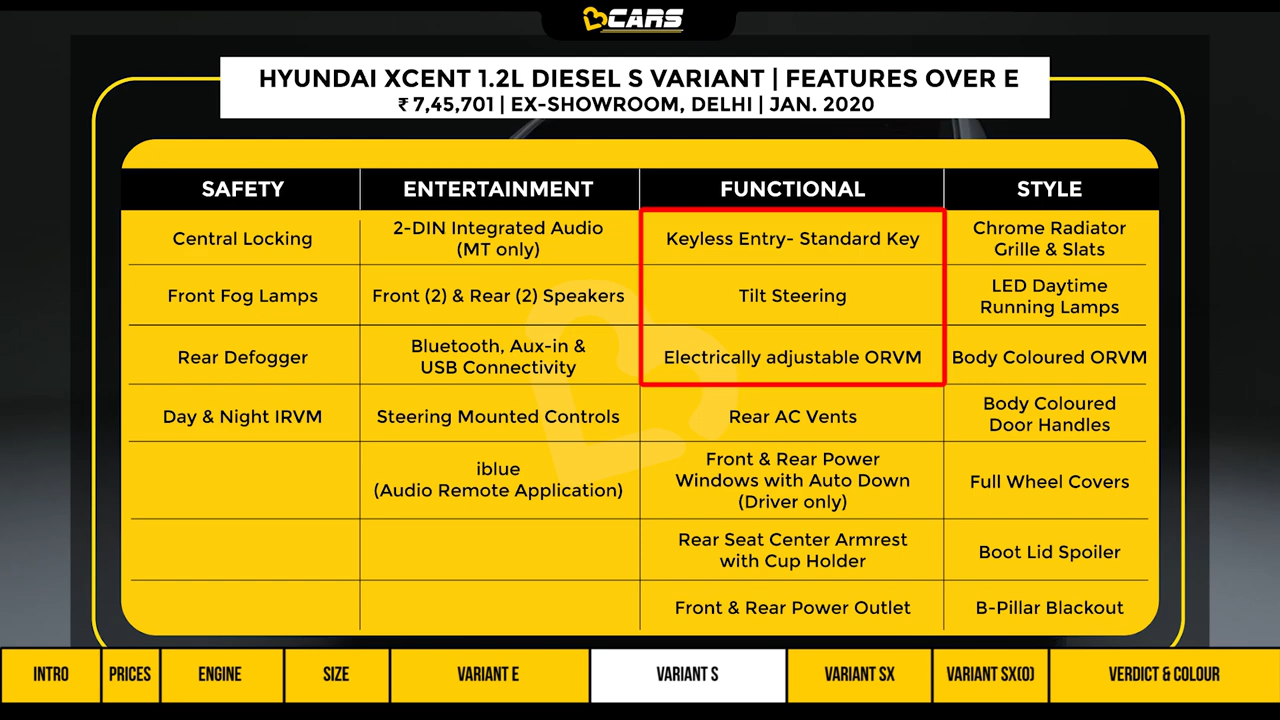 CARS
HYUNDAI XCENT 1.2L DIESEL S VARIANT | FEATURES OVER E
₹ 7,45,701 | EX-SHOWROOM, DELHI | JAN. 2020
SAFETY
ENTERTAINMENT
FUNCTIONAL
STYLE
Central Locking
2-DIN Integrated Audio
(MT only)
Keyless Entry- Standard Key
Chrome Radiator
Grille & Slats
Front Fog Lamps
Front (2) & Rear (2) Speakers
Tilt Steering
LED Daytime
Running Lamps
Rear Defogger
Bluetooth, Aux-in &
USB Connectivity
Electrically adjustable ORVM
Body Coloured ORVM
Day & Night IRVM
Steering Mounted Controls
Rear AC Vents
Body Coloured
Door Handles
iblue
(Audio Remote Application)
Front & Rear Power
Windows with Auto Down
(Driver only)
Full Wheel Covers
Rear Seat Center Armrest
with Cup Holder
Boot Lid Spoiler
Front & Rear Power Outlet
B-Pillar Blackout
INTRO
PRICES
ENGINE
SIZE
VARIANT E
VARIANT S
VARIANT SX
VARIANT SX(O)
VERDICT & COLOUR